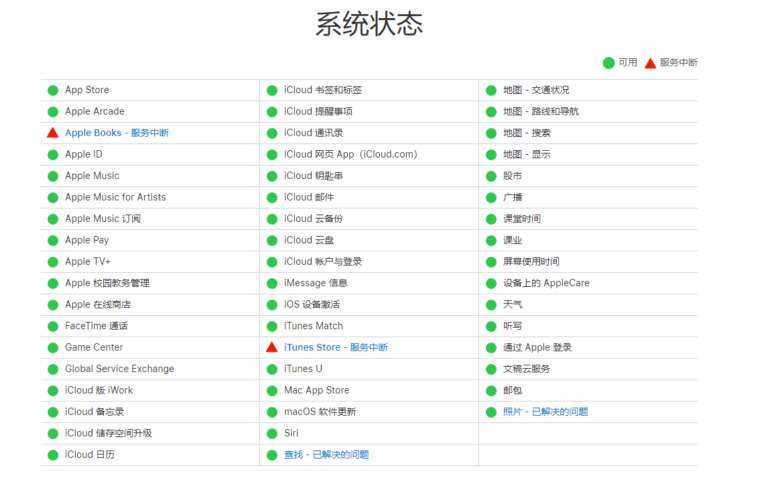 系统状态
可用 服务中断
App Store
Apple Arcade
Apple Books - 服务中断
Apple ID
Apple Music
Apple Music for Artists
Apple Music 订阅
Apple Pay
Apple TV+
Apple 校园教务管理
Apple 在线商店
FaceTime 通话
Game Center
Global Service Exchange
iCloud 版 iWork
iCloud 备忘录
iCloud 储存空间升级
iCloud 日历
iCloud 书签和标签
iCloud 提醒事项
iCloud 通讯录
iCloud 网页 App（iCloud.com）
iCloud 钥匙串
iCloud 邮件
iCloud 云备份
iCloud 云盘
iCloud 帐户与登录
iMessage 信息
iOS 设备激活
iTunes Match
iTunes Store - 服务中断
iTunes U
Mac App Store
macOS 软件更新
Siri
查找 - 已解决的问题
地图 - 交通状况
地图 - 路线和导航
地图 - 搜索
地图 - 显示
股市
广播
课堂时间
课业
屏幕使用时间
设备上的 AppleCare
天气
听写
通过 Apple 登录
文稿云服务
邮包
照片 - 已解决的问题